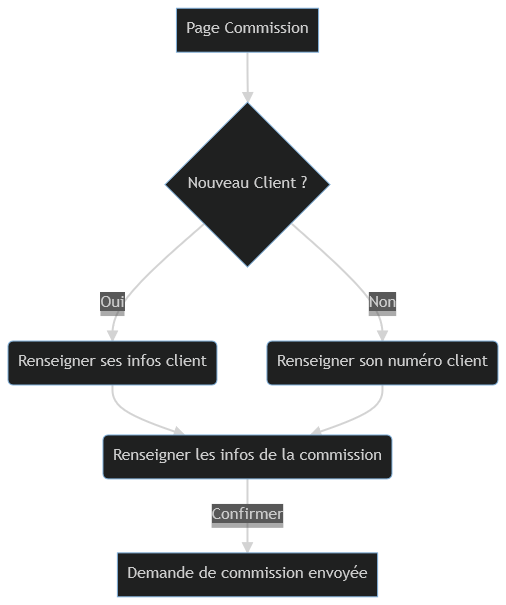 Page Commission
Nouveau Client ?
Oui
Non
Renseigner ses infos client
Renseigner son numéro client
Renseigner les infos de la commission
Confirmer
Demande de commission envoyée